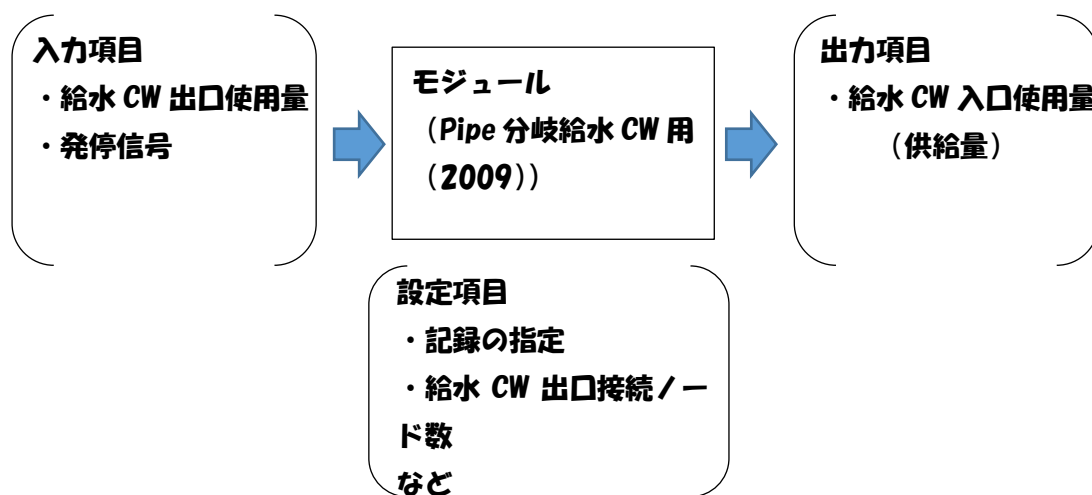 入力項目
・給水 CW 出口使用量
・発停信号
モジュール
（Pipe 分岐給水 CW 用
（2009））
出力項目
・給水 CW 入口使用量
（供給量）
設定項目
・記録の指定
・給水 CW 出口接続ノー
ド数
など